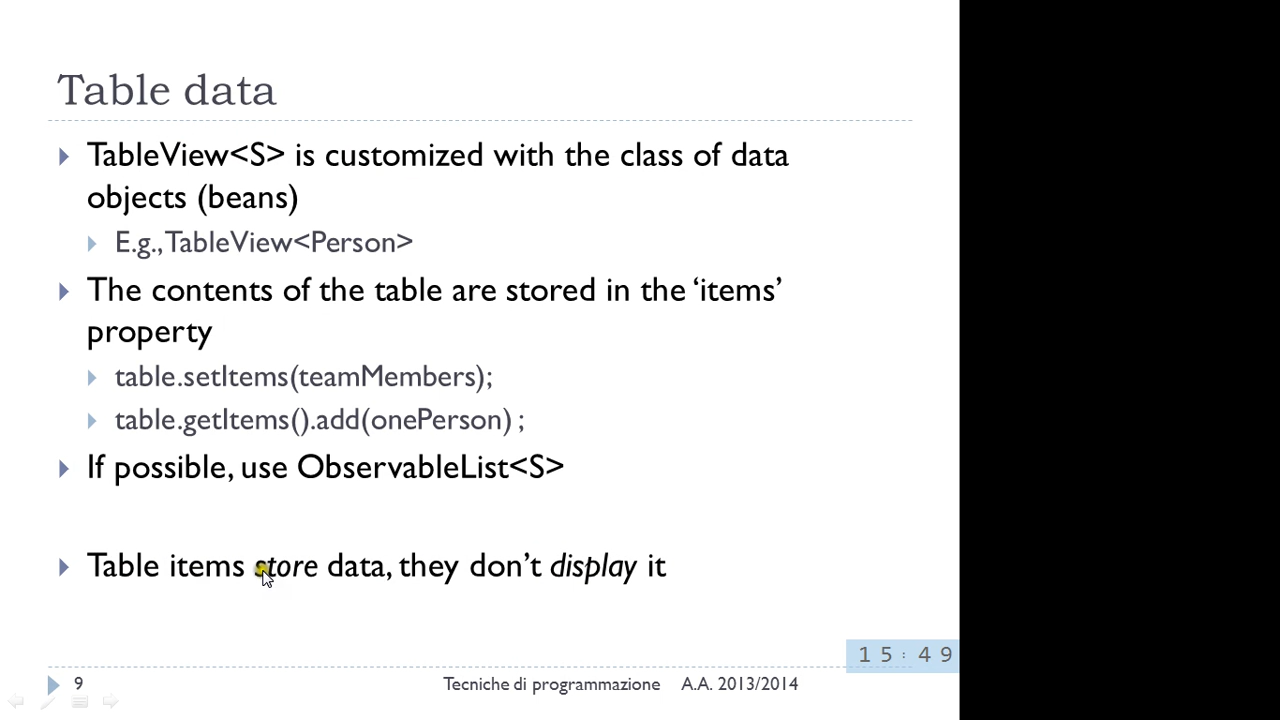 Table data
TableView<S> is customized with the class of data
objects (beans)
E.g., TableView<Person>
The contents of the table are stored in the ‘items’
property
table.setItems(teamMembers);
table.getItems().add(onePerson) ;
If possible, use ObservableList<S>
Table items store data, they don’t display it
15:49
9 Tecniche di programmazione A.A. 2013/2014